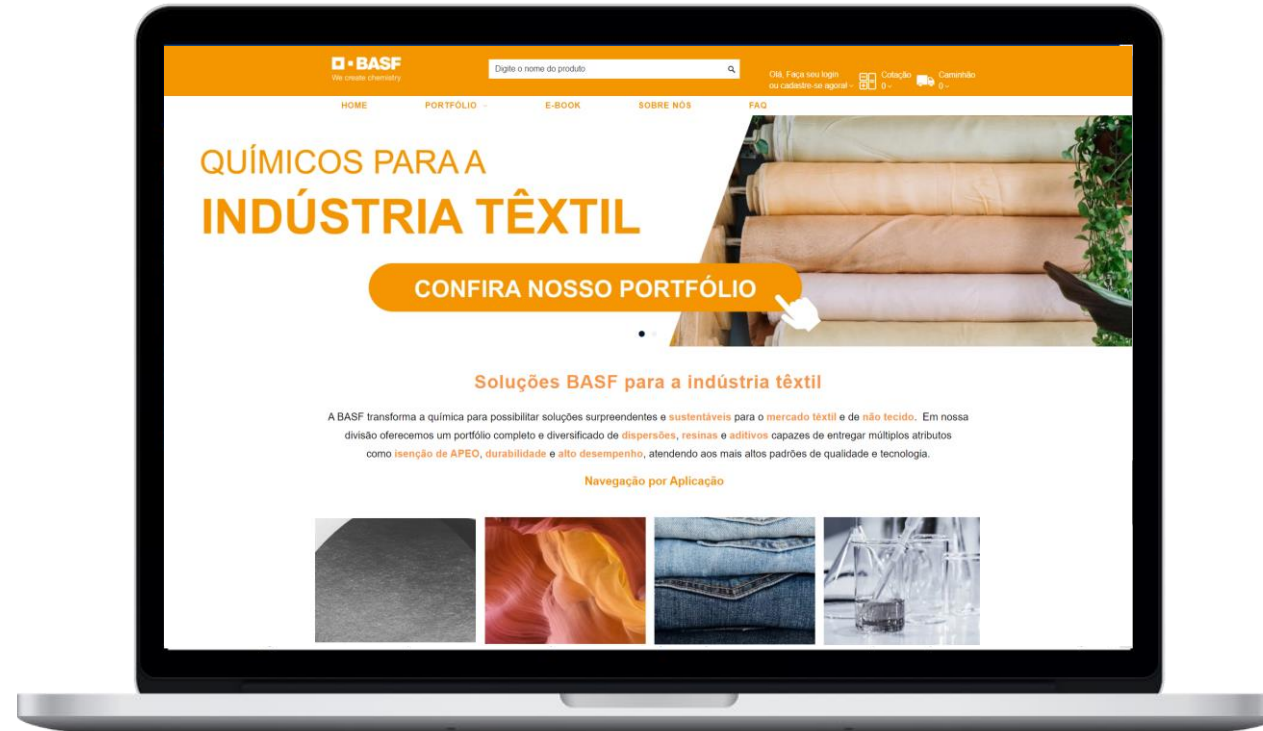 BASF
We create chemistry
Digite o nome do produto
Olá, Faça seu login
ou cadastre-se agora!
Cotação
0
Caminhão
0
HOME PORTFÓLIO E-BOOK SOBRE NÓS FAQ
QUÍMICOS PARA A
INDÚSTRIA TÊXTIL
CONFIRA NOSSO PORTFÓLIO
Soluções BASF para a indústria têxtil
A BASF transforma a química para possibilitar soluções surpreendentes e sustentáveis para o mercado têxtil e de não tecido. Em nossa
divisão oferecemos um portfólio completo e diversificado de dispersões, resinas e aditivos capazes de entregar múltiplos atributos
como isenção de APEO, durabilidade e alto desempenho, atendendo aos mais altos padrões de qualidade e tecnologia.
Navegação por Aplicação